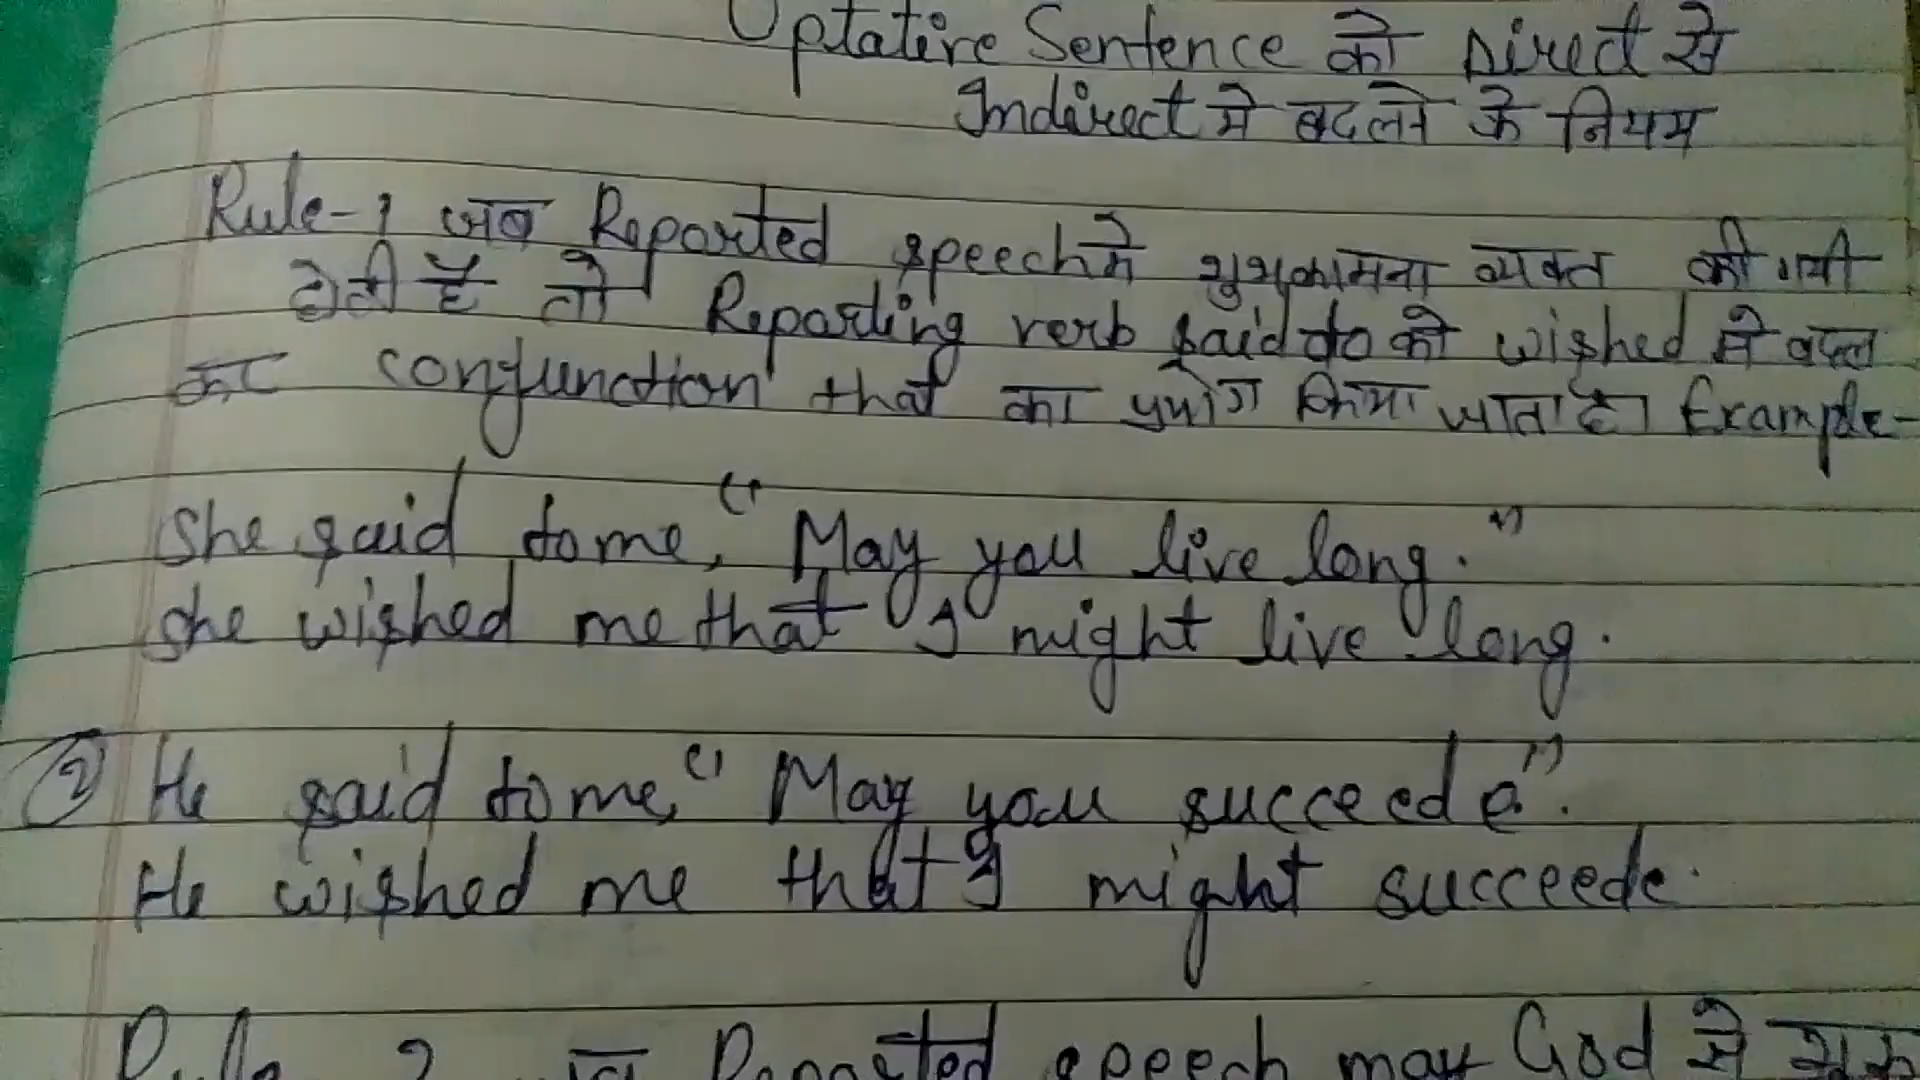 Optative Sentence को Direct से
Indirect मे बदलने के नियम
Rule-1 जब Reported speech मे शुभकामना व्यक्त की गयी
होती है तो Reporting verb said to को wished मे बदल
कर conjunction that का प्रयोग किया जाता है। Example-
She said to me, "May you live long."
She wished me that I might live long.
② He said to me, "May you succeede".
He wished me that I might succeede.
Rule 2 जब Reported speech may God से शुरू